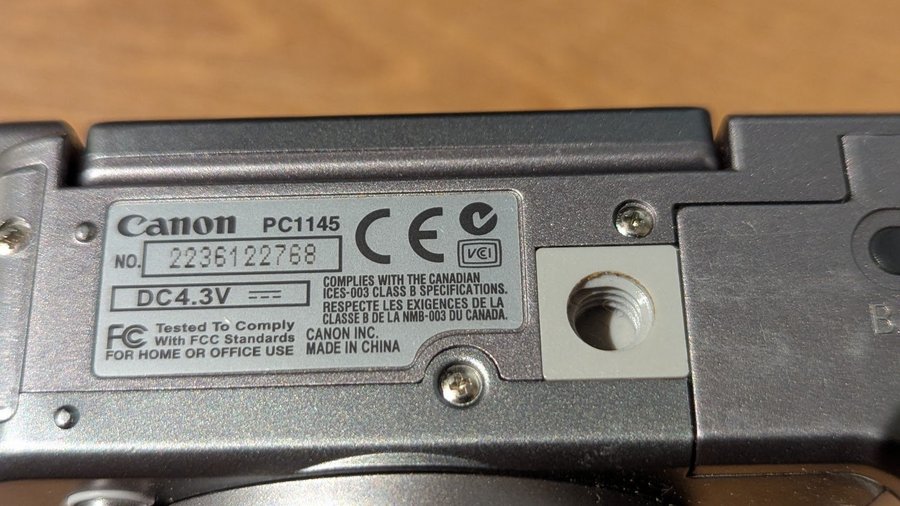 Canon PC1145
NO. 2236122768
DC4.3V
FC Tested To Comply
With FCC Standards
FOR HOME OR OFFICE USE
CE
VCI
COMPLIES WITH THE CANADIAN
ICES-003 CLASS B SPECIFICATIONS.
RESPECTE LES EXIGENCES DE LA
CLASSE B DE LA NMB-003 DU CANADA.
CANON INC.
MADE IN CHINA